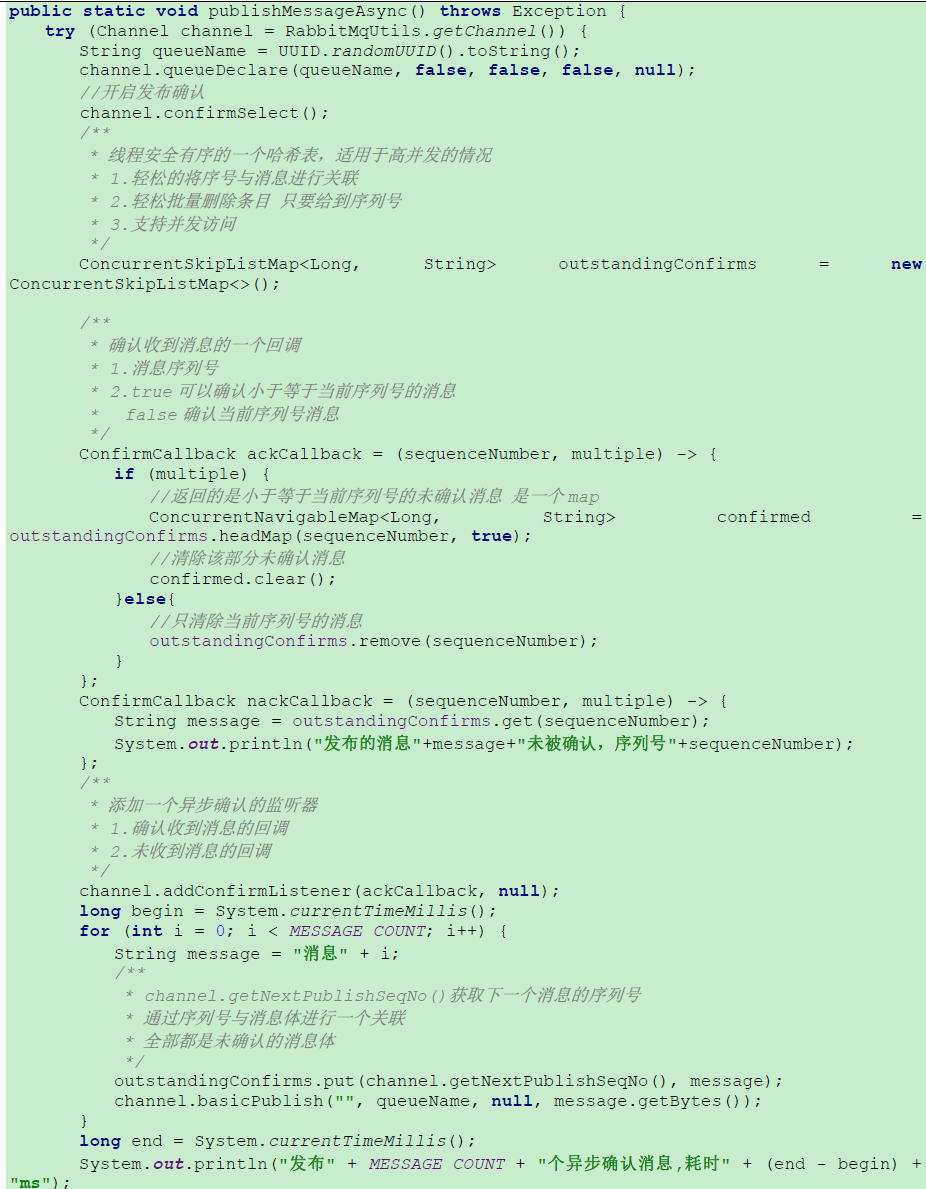 public static void publishMessageAsync() throws Exception {
try (Channel channel = RabbitMqUtils.getChannel()) {
String queueName = UUID.randomUUID().toString();
channel.queueDeclare(queueName, false, false, false, null);
//开启发布确认
channel.confirmSelect();
/**
* 线程安全有序的一个哈希表，适用于高并发的情况
* 1.轻松的将序号与消息进行关联
* 2.轻松批量删除条目 只要给到序列号
* 3.支持并发访问
*/
ConcurrentSkipListMap<Long, String> outstandingConfirms = new
ConcurrentSkipListMap<>();
/**
* 确认收到消息的一个回调
* 1.消息序列号
* 2.true 可以确认小于等于当前序列号的消息
* false 确认当前序列号消息
*/
ConfirmCallback ackCallback = (sequenceNumber, multiple) -> {
if (multiple) {
//返回的是小于等于当前序列号的未确认消息 是一个 map
ConcurrentNavigableMap<Long, String> confirmed =
outstandingConfirms.headMap(sequenceNumber, true);
//清除该部分未确认消息
confirmed.clear();
}else{
//只清除当前序列号的消息
outstandingConfirms.remove(sequenceNumber);
}
};
ConfirmCallback nackCallback = (sequenceNumber, multiple) -> {
String message = outstandingConfirms.get(sequenceNumber);
System.out.println("发布的消息"+message+"未被确认，序列号"+sequenceNumber);
};
/**
* 添加一个异步确认的监听器
* 1.确认收到消息的回调
* 2.未收到消息的回调
*/
channel.addConfirmListener(ackCallback, null);
long begin = System.currentTimeMillis();
for (int i = 0; i < MESSAGE_COUNT; i++) {
String message = "消息" + i;
/**
* channel.getNextPublishSeqNo()获取下一个消息的序列号
* 通过序列号与消息体进行一个关联
* 全部都是未确认的消息体
*/
outstandingConfirms.put(channel.getNextPublishSeqNo(), message);
channel.basicPublish("", queueName, null, message.getBytes());
}
long end = System.currentTimeMillis();
System.out.println("发布" + MESSAGE_COUNT + "个异步确认消息,耗时" + (end - begin) +
"ms");